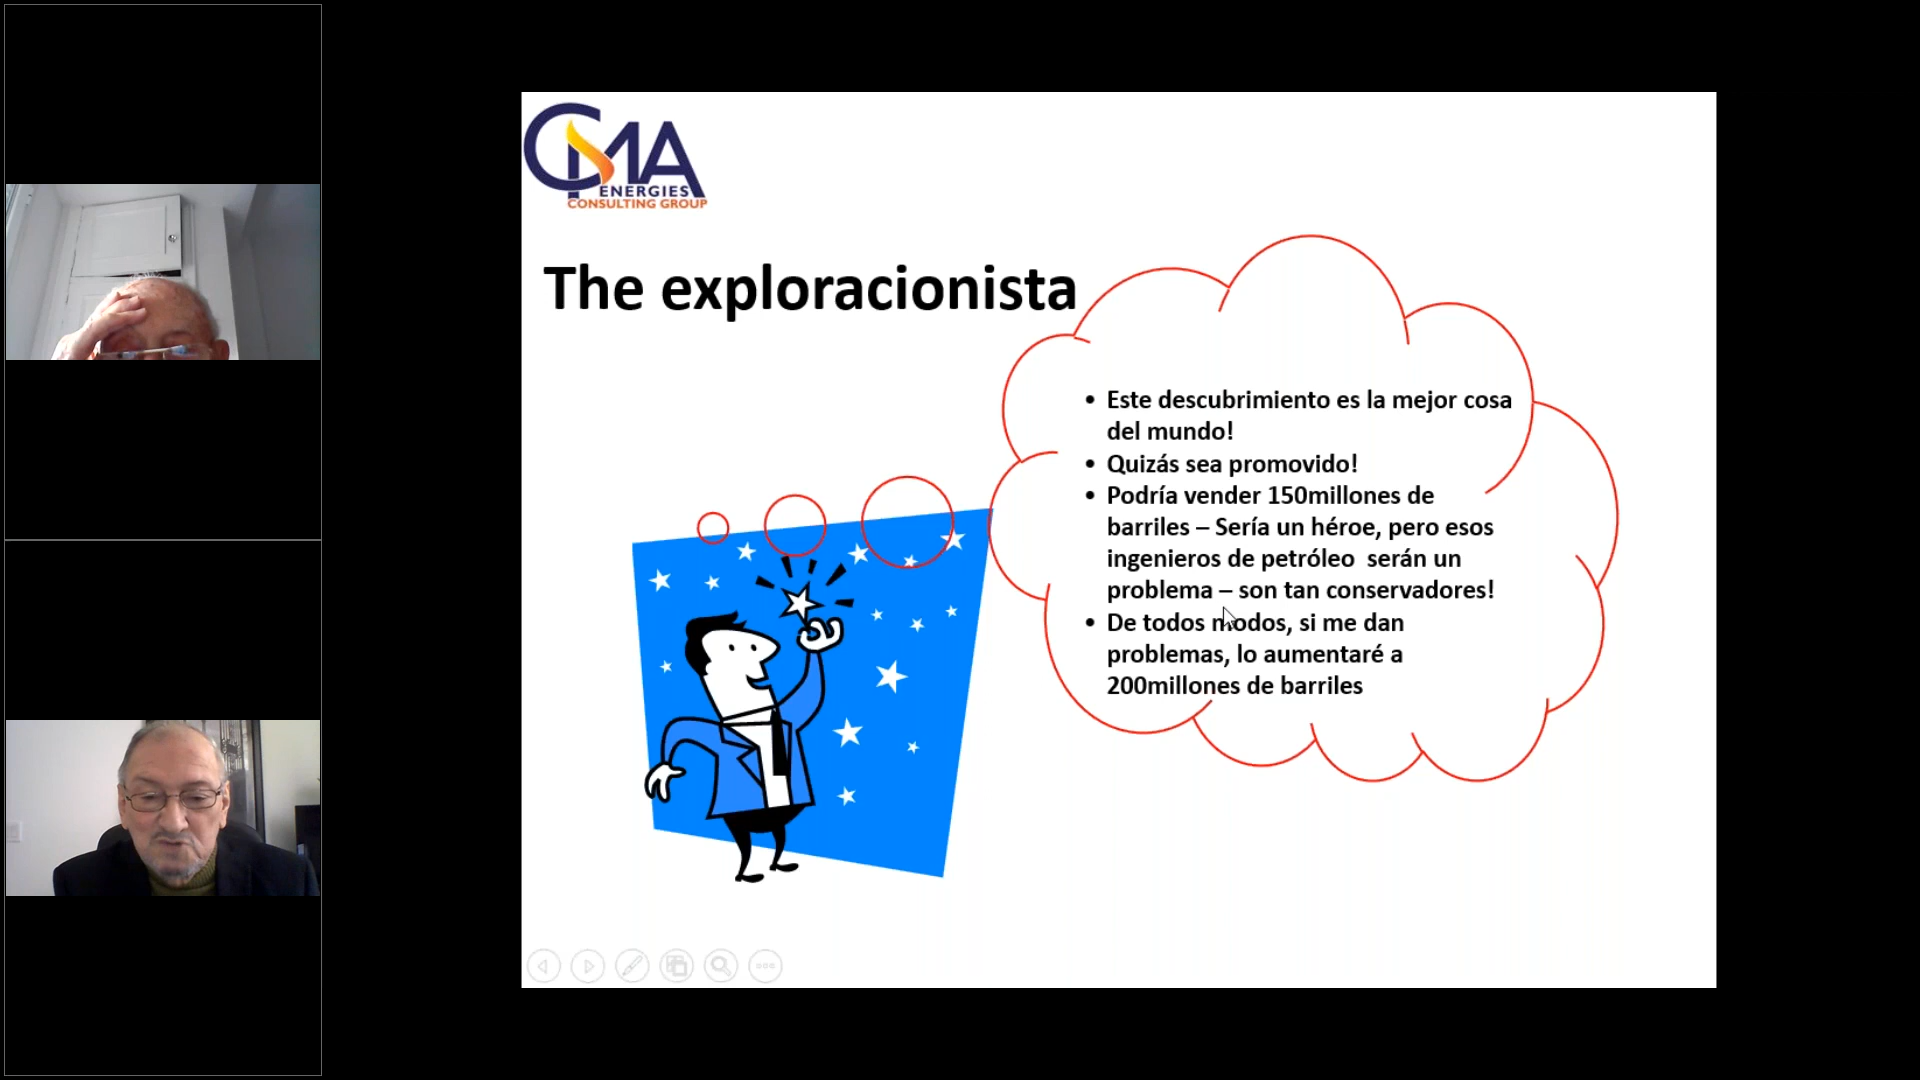 CMA
ENERGIES
CONSULTING GROUP
The exploracionista
• Este descubrimiento es la mejor cosa
del mundo!
• Quizás sea promovido!
• Podría vender 150millones de
barriles – Sería un héroe, pero esos
ingenieros de petróleo  serán un
problema – son tan conservadores!
• De todos modos, si me dan
problemas, lo aumentaré a
200millones de barriles